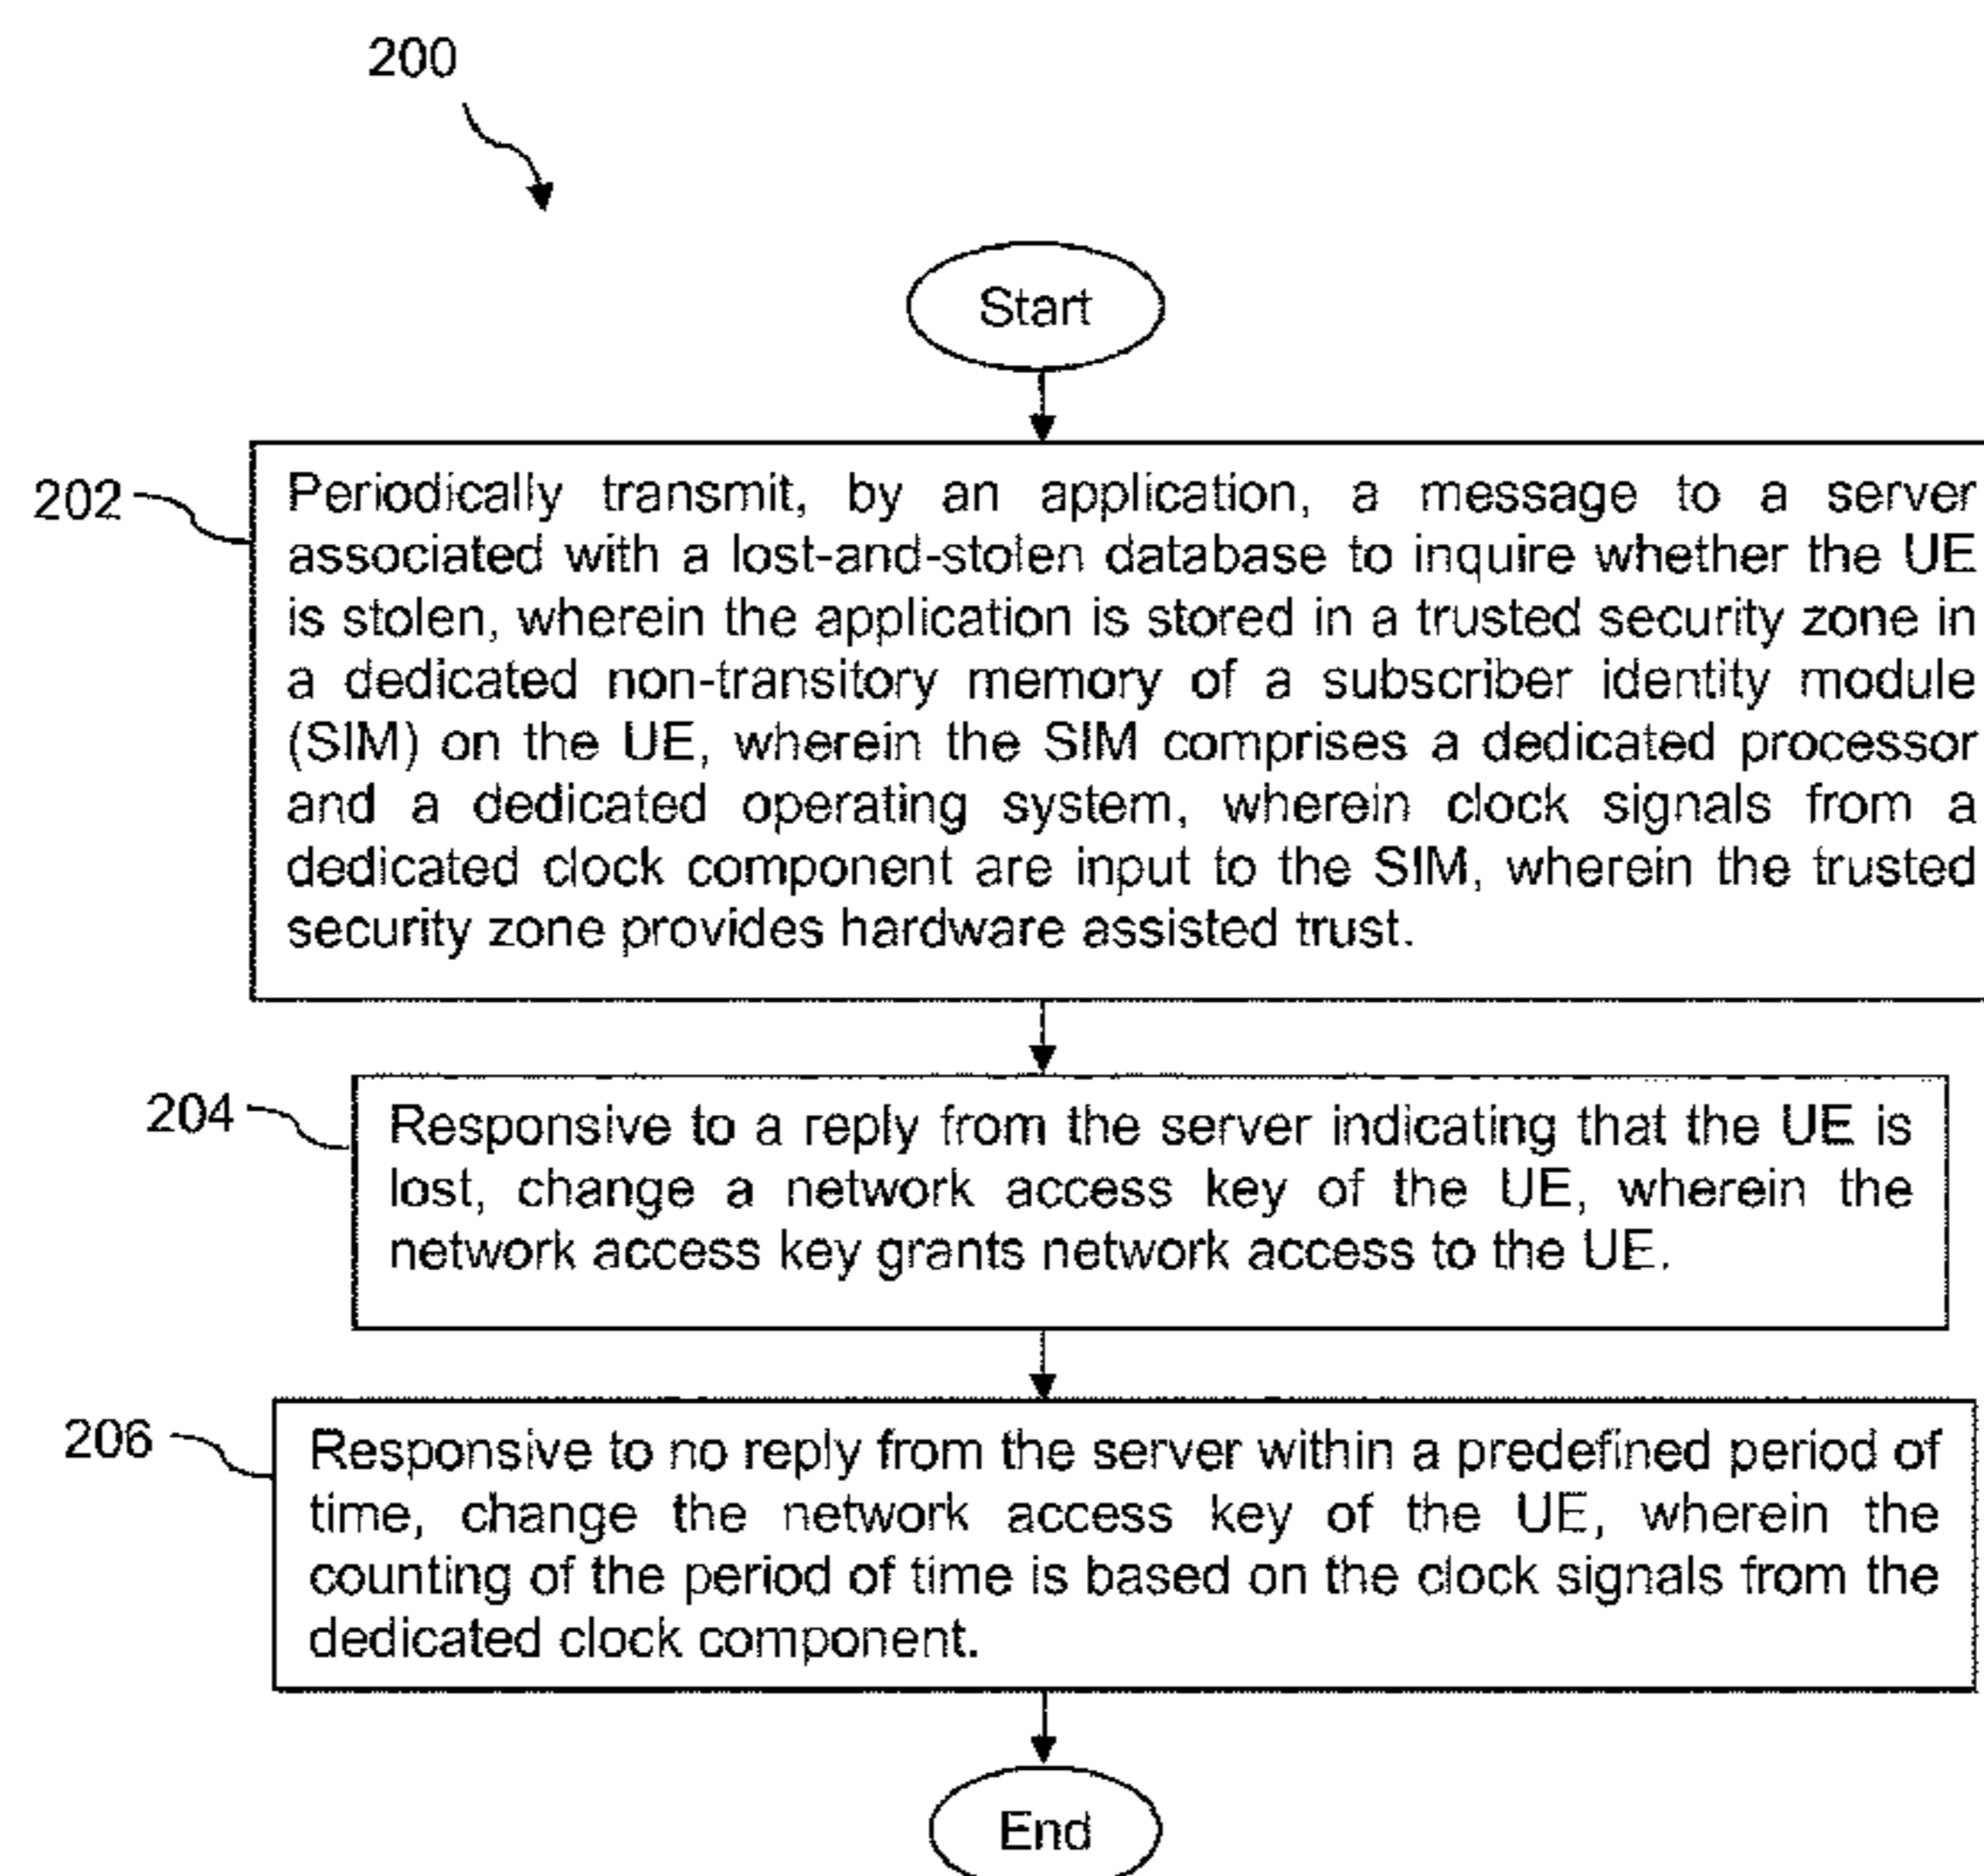 200
Start
202
Periodically transmit, by an application, a message to a server
associated with a lost-and-stolen database to inquire whether the UE
is stolen, wherein the application is stored in a trusted security zone in
a dedicated non-transitory memory of a subscriber identity module
(SIM) on the UE, wherein the SIM comprises a dedicated processor
and a dedicated operating system, wherein clock signals from a
dedicated clock component are input to the SIM, wherein the trusted
security zone provides hardware assisted trust.
204
Responsive to a reply from the server indicating that the UE is
lost, change a network access key of the UE, wherein the
network access key grants network access to the UE.
206
Responsive to no reply from the server within a predefined period of
time, change the network access key of the UE, wherein the
counting of the period of time is based on the clock signals from the
dedicated clock component.
End